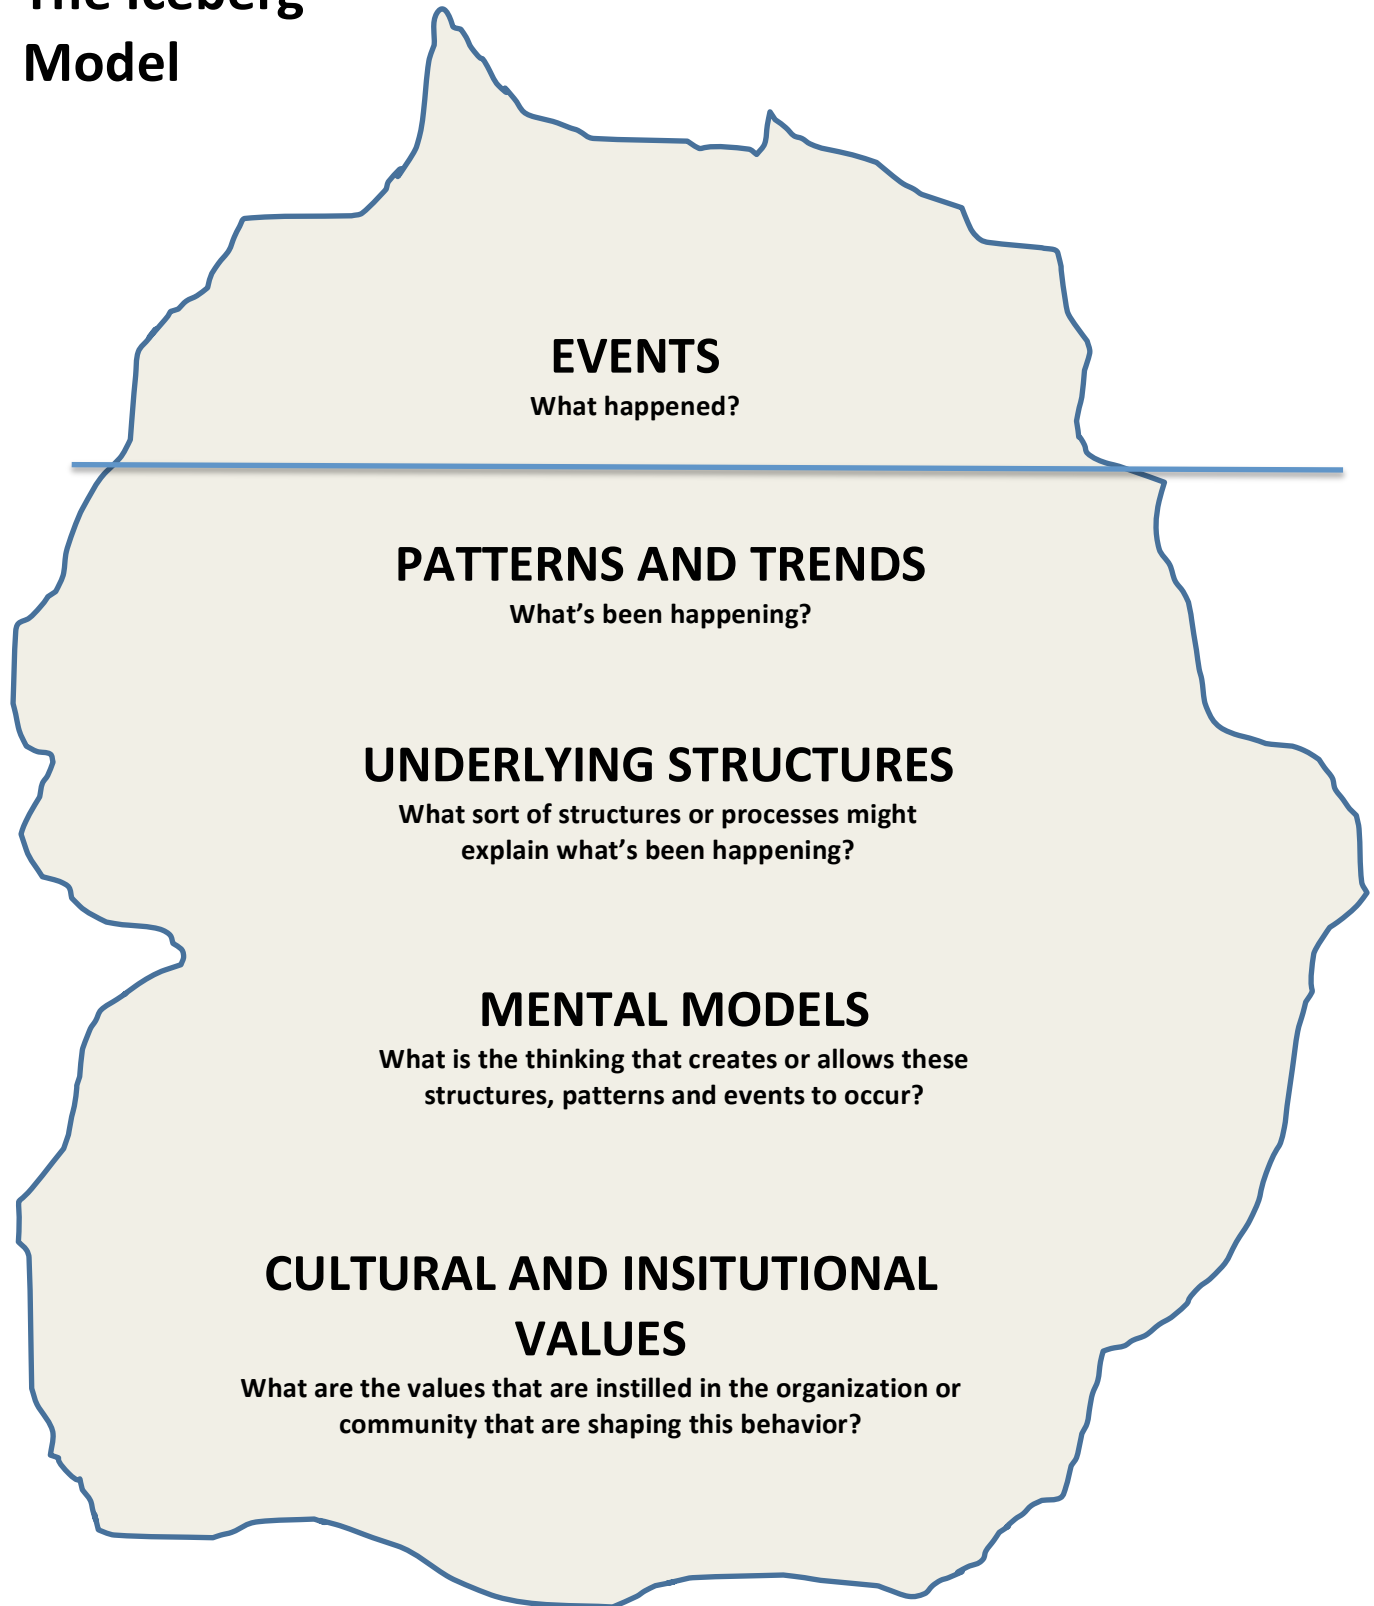 The Iceberg
Model
EVENTS
What happened?
PATTERNS AND TRENDS
What’s been happening?
UNDERLYING STRUCTURES
What sort of structures or processes might
explain what’s been happening?
MENTAL MODELS
What is the thinking that creates or allows these
structures, patterns and events to occur?
CULTURAL AND INSITUTIONAL
VALUES
What are the values that are instilled in the organization or
community that are shaping this behavior?